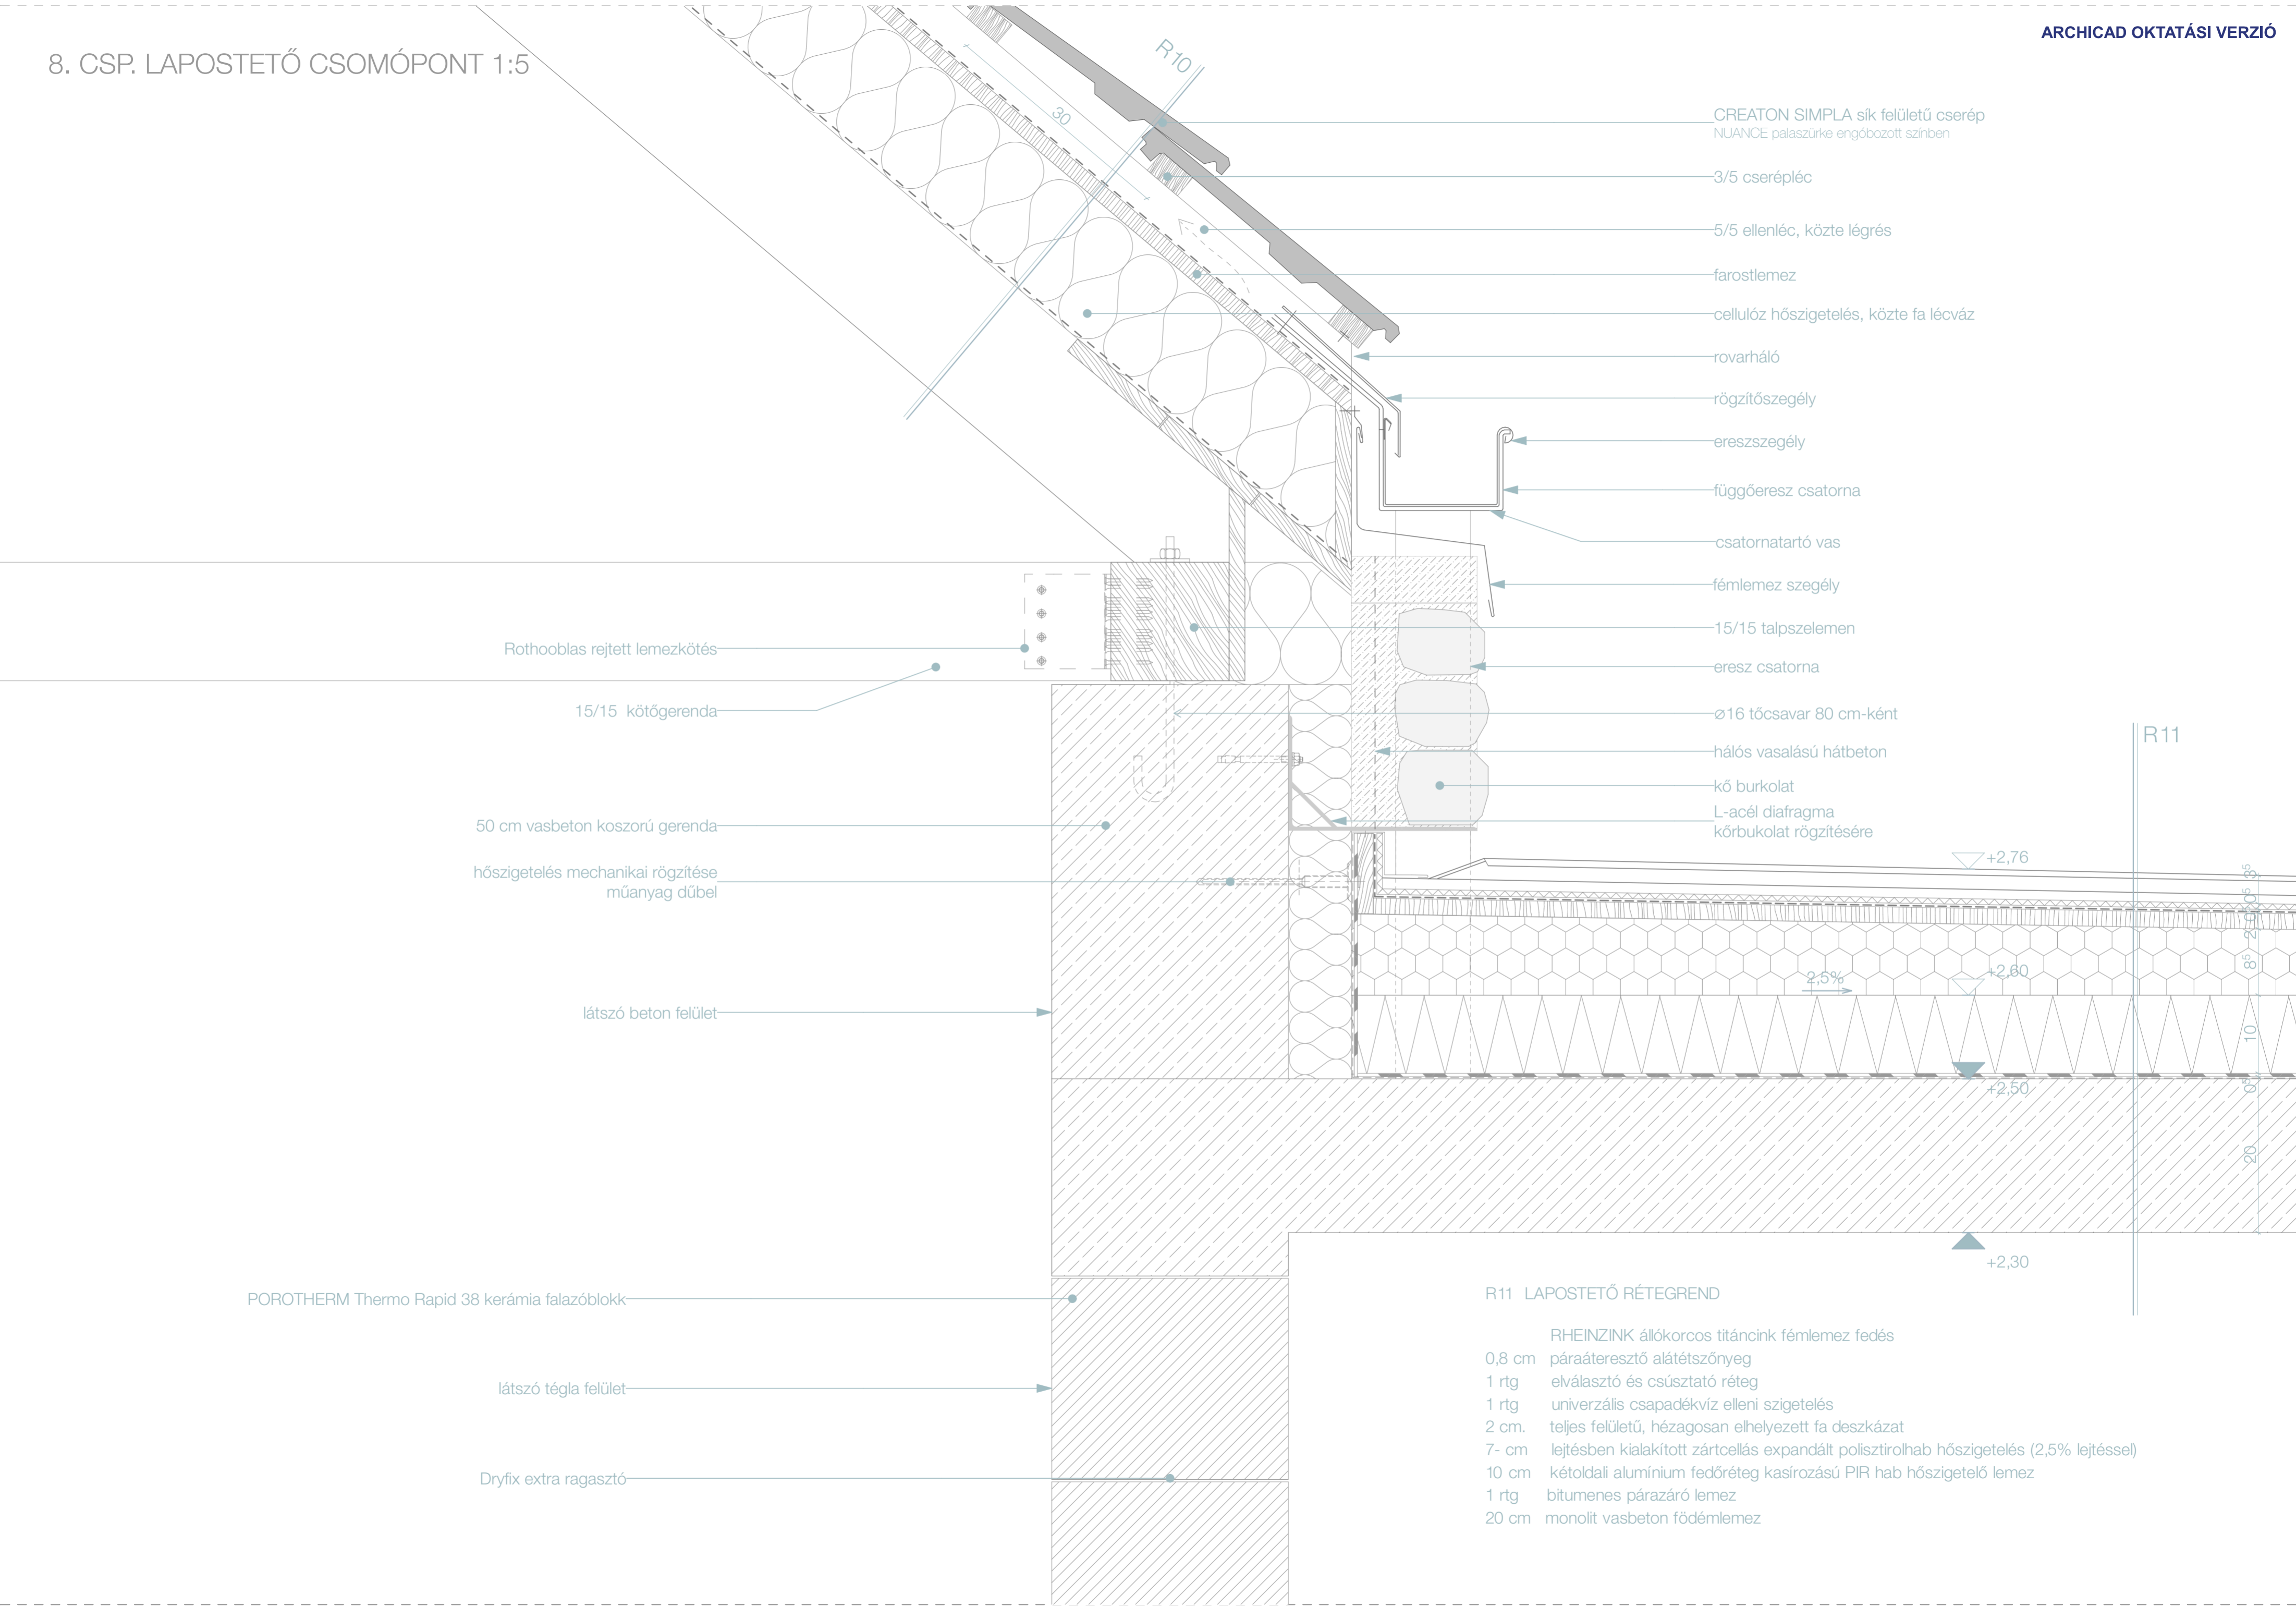 ARCHICAD OKTATÁSI VERZIÓ
8. CSP. LAPOSTETŐ CSOMÓPONT 1:5
R10
30
CREATON SIMPLA sík felületű cserép
NUANCE palaszürke engóbozott színben
3/5 cserépléc
5/5 ellenléc, közte légrés
farostlemez
cellulóz hőszigetelés, közte fa lécváz
rovarháló
rögzítőszegély
ereszszegély
függőeresz csatorna
csatornatartó vas
fémlemez szegély
15/15 talpszelemen
eresz csatorna
⌀16 tőcsavar 80 cm-ként
hálós vasalású hátbeton
kő burkolat
L-acél diafragma
kőrbukolat rögzítésére
Rothooblas rejtett lemezkötés
15/15 kötőgerenda
50 cm vasbeton koszorú gerenda
hőszigetelés mechanikai rögzítése
műanyag dűbel
látszó beton felület
POROTHERM Thermo Rapid 38 kerámia falazóblokk
látszó tégla felület
Dryfix extra ragasztó
R11
+2,76
+2,60
2,5%
+2,50
+2,30
3⁵
0⁵
2
8⁵
10
0⁵
20
R11 LAPOSTETŐ RÉTEGREND
RHEINZINK állókorcos titáncink fémlemez fedés
0,8 cm páraáteresztő alátétszőnyeg
1 rtg elválasztó és csúsztató réteg
1 rtg univerzális csapadékvíz elleni szigetelés
2 cm. teljes felületű, hézagosan elhelyezett fa deszkázat
7- cm lejtésben kialakított zártcellás expandált polisztirolhab hőszigetelés (2,5% lejtéssel)
10 cm kétoldali alumínium fedőréteg kasírozású PIR hab hőszigetelő lemez
1 rtg bitumenes párazáró lemez
20 cm monolit vasbeton födémlemez